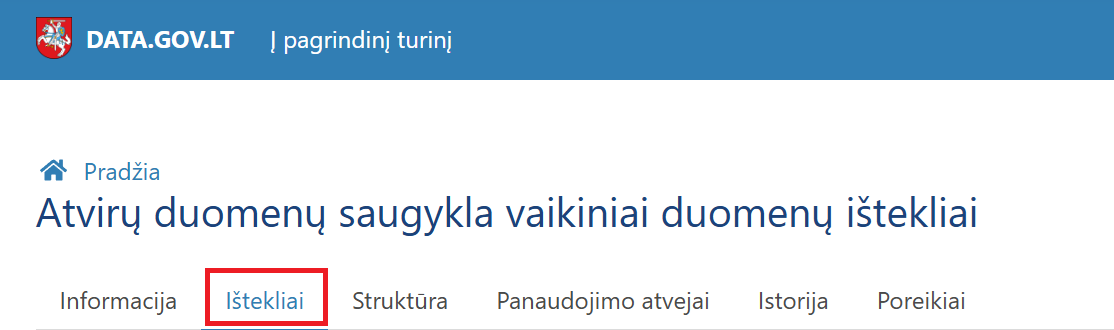 DATA.GOV.LT Į pagrindinį turinį
Pradžia
Atvirų duomenų saugykla vaikiniai duomenų ištekliai
Informacija Ištekliai Struktūra Panaudojimo atvejai Istorija Poreikiai